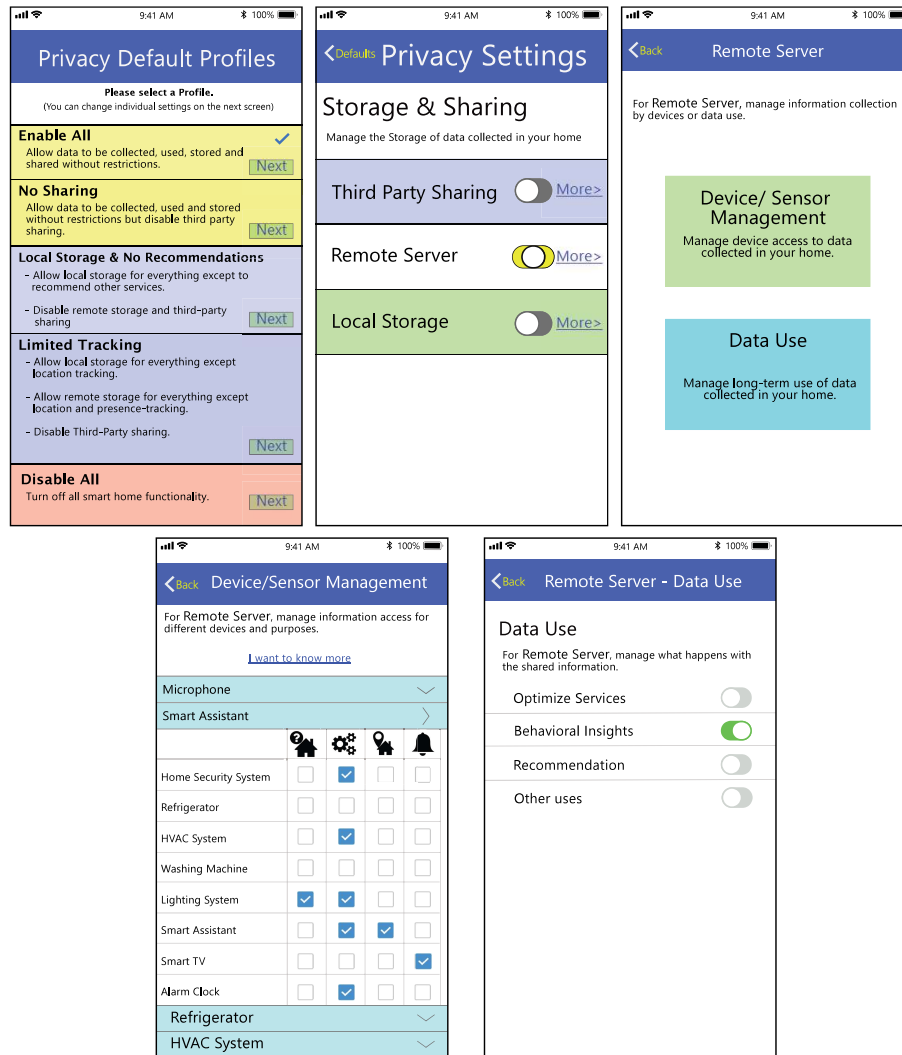 9:41 AM 100%
Privacy Default Profiles
Please select a Profile.
(You can change individual settings on the next screen)
Enable All
Allow data to be collected, used, stored and
shared without restrictions.
Next
No Sharing
Allow data to be collected, used and stored
without restrictions but disable third party
sharing.
Next
Local Storage & No Recommendations
- Allow local storage for everything except to
recommend other services.
- Disable remote storage and third-party
sharing
Next
Limited Tracking
- Allow local storage for everything except
location tracking.
- Allow remote storage for everything except
location and presence-tracking.
- Disable Third-Party sharing.
Next
Disable All
Turn off all smart home functionality.
Next
9:41 AM 100%
Defaults Privacy Settings
Storage & Sharing
Manage the Storage of data collected in your home
Third Party Sharing More>
Remote Server More>
Local Storage More>
9:41 AM 100%
Back Remote Server
For Remote Server, manage information collection
by devices or data use.
Device/ Sensor
Management
Manage device access to data
collected in your home.
Data Use
Manage long-term use of data
collected in your home.
9:41 AM 100%
Back Device/Sensor Management
For Remote Server, manage information access for
different devices and purposes.
I want to know more
Microphone
Smart Assistant
?
Home Security System
Refrigerator
HVAC System
Washing Machine
Lighting System
Smart Assistant
Smart TV
Alarm Clock
Refrigerator
HVAC System
9:41 AM 100%
Back Remote Server - Data Use
Data Use
For Remote Server, manage what happens with
the shared information.
Optimize Services
Behavioral Insights
Recommendation
Other uses